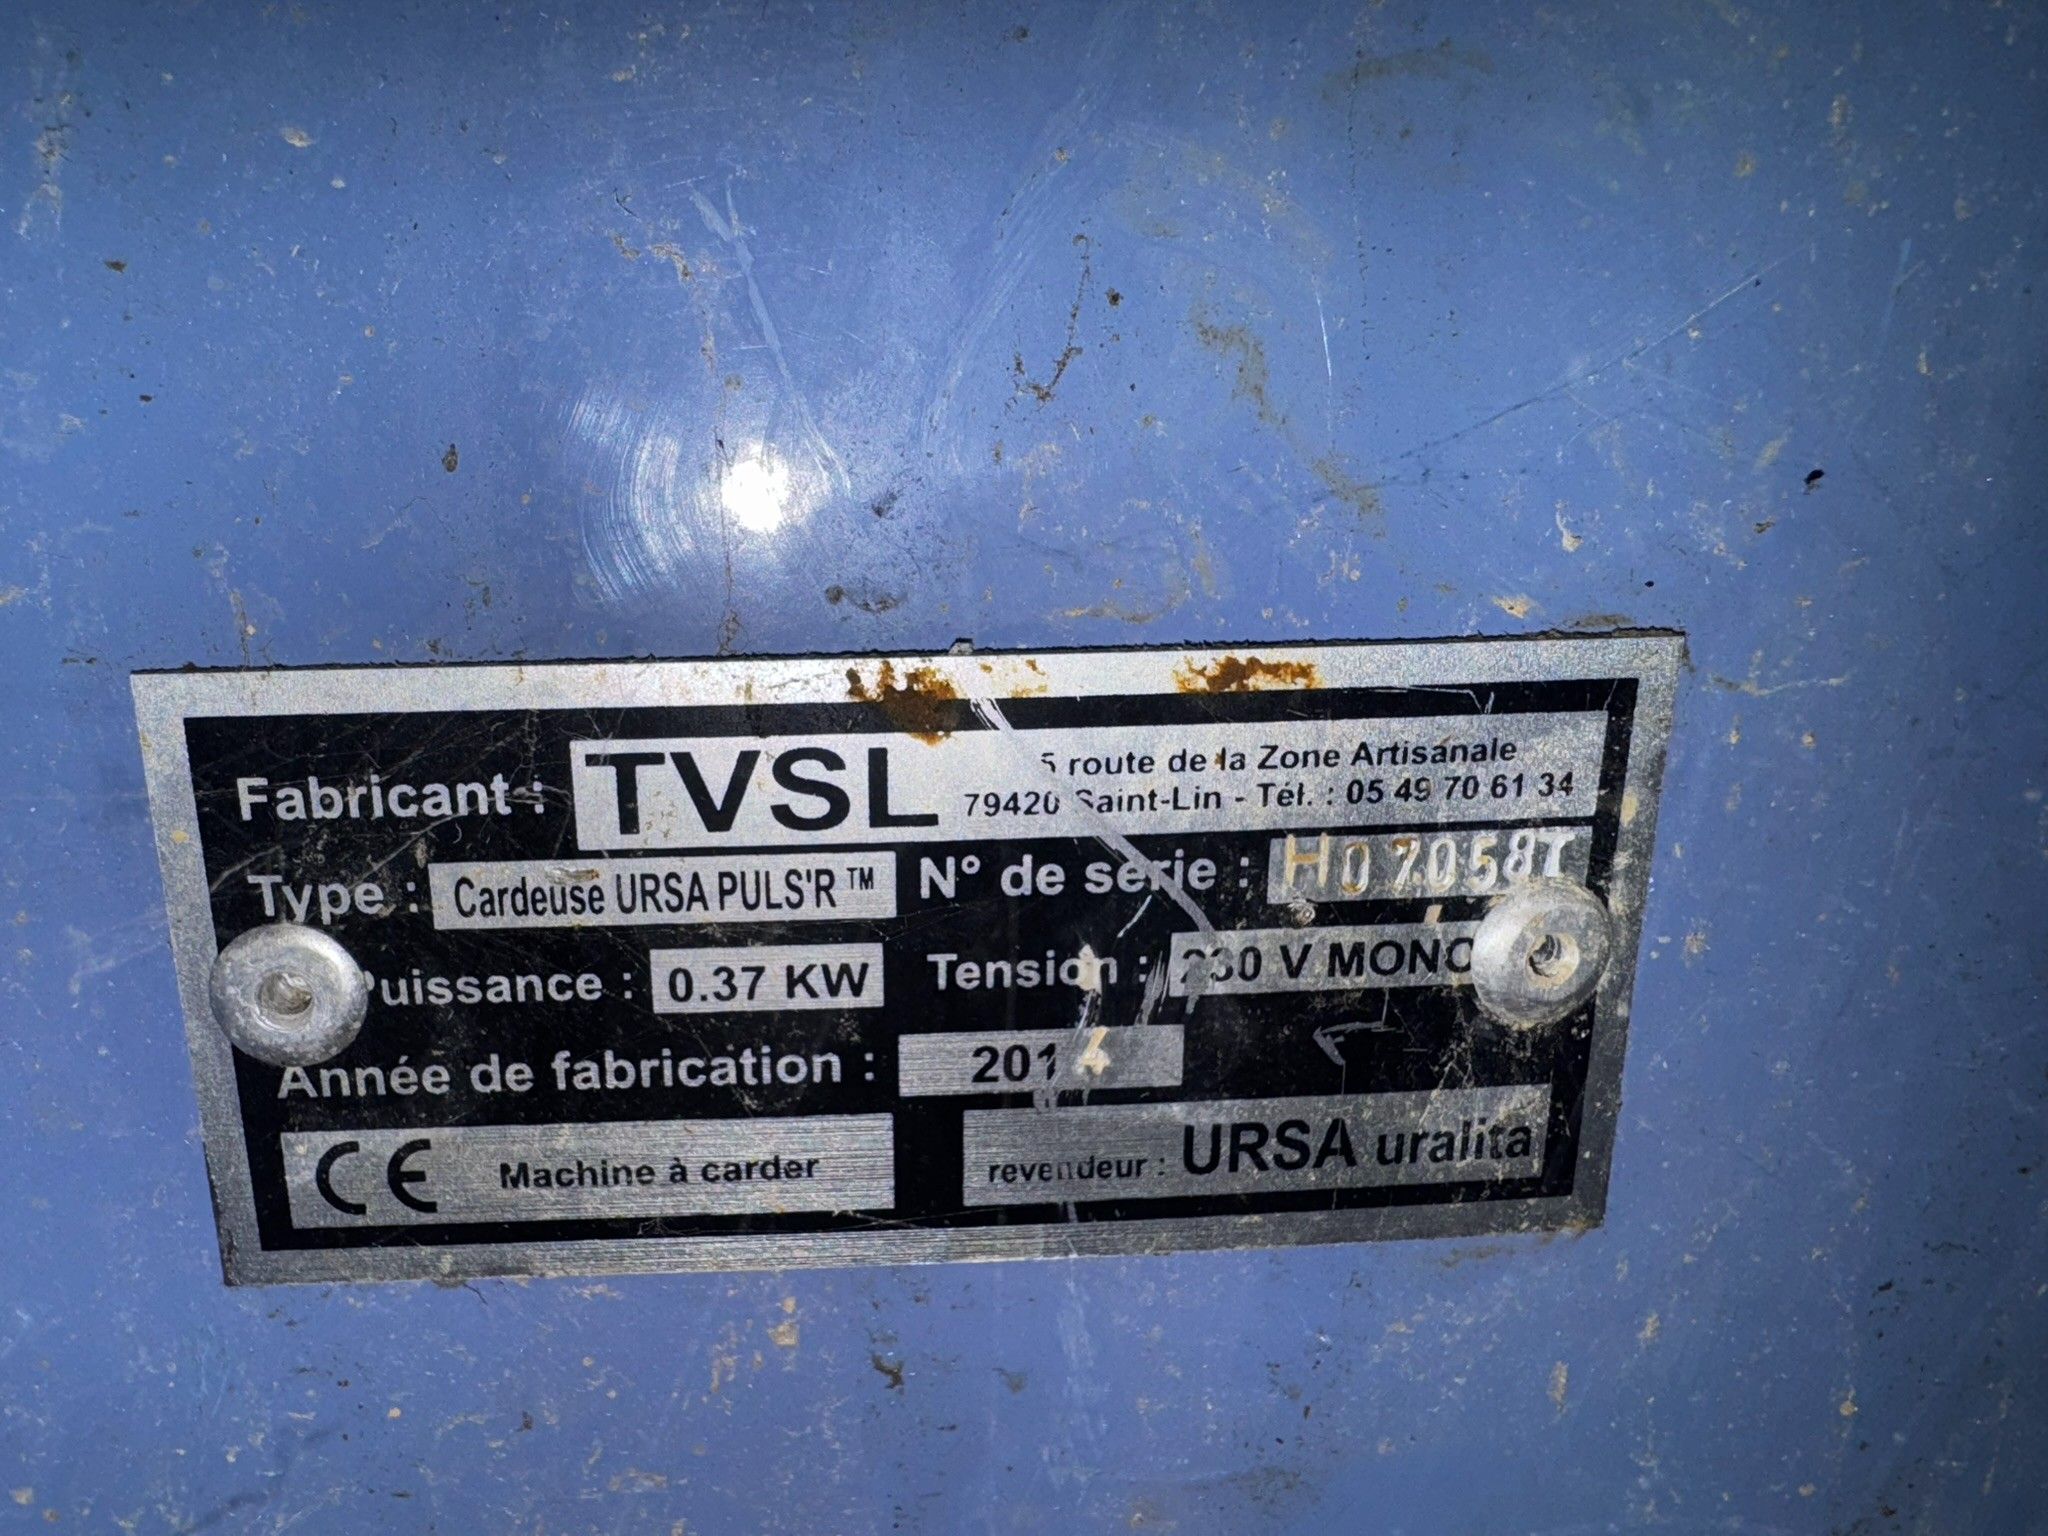 Fabricant : TVSL
5 route de la Zone Artisanale
79420 Saint-Lin - Tél. : 05 49 70 61 34
Type : Cardeuse URSA PULS'R ™ N° de série : H07058T
Puissance : 0.37 KW Tension : 230 V MONO
Année de fabrication : 2014
CE Machine à carder revendeur : URSA uralita